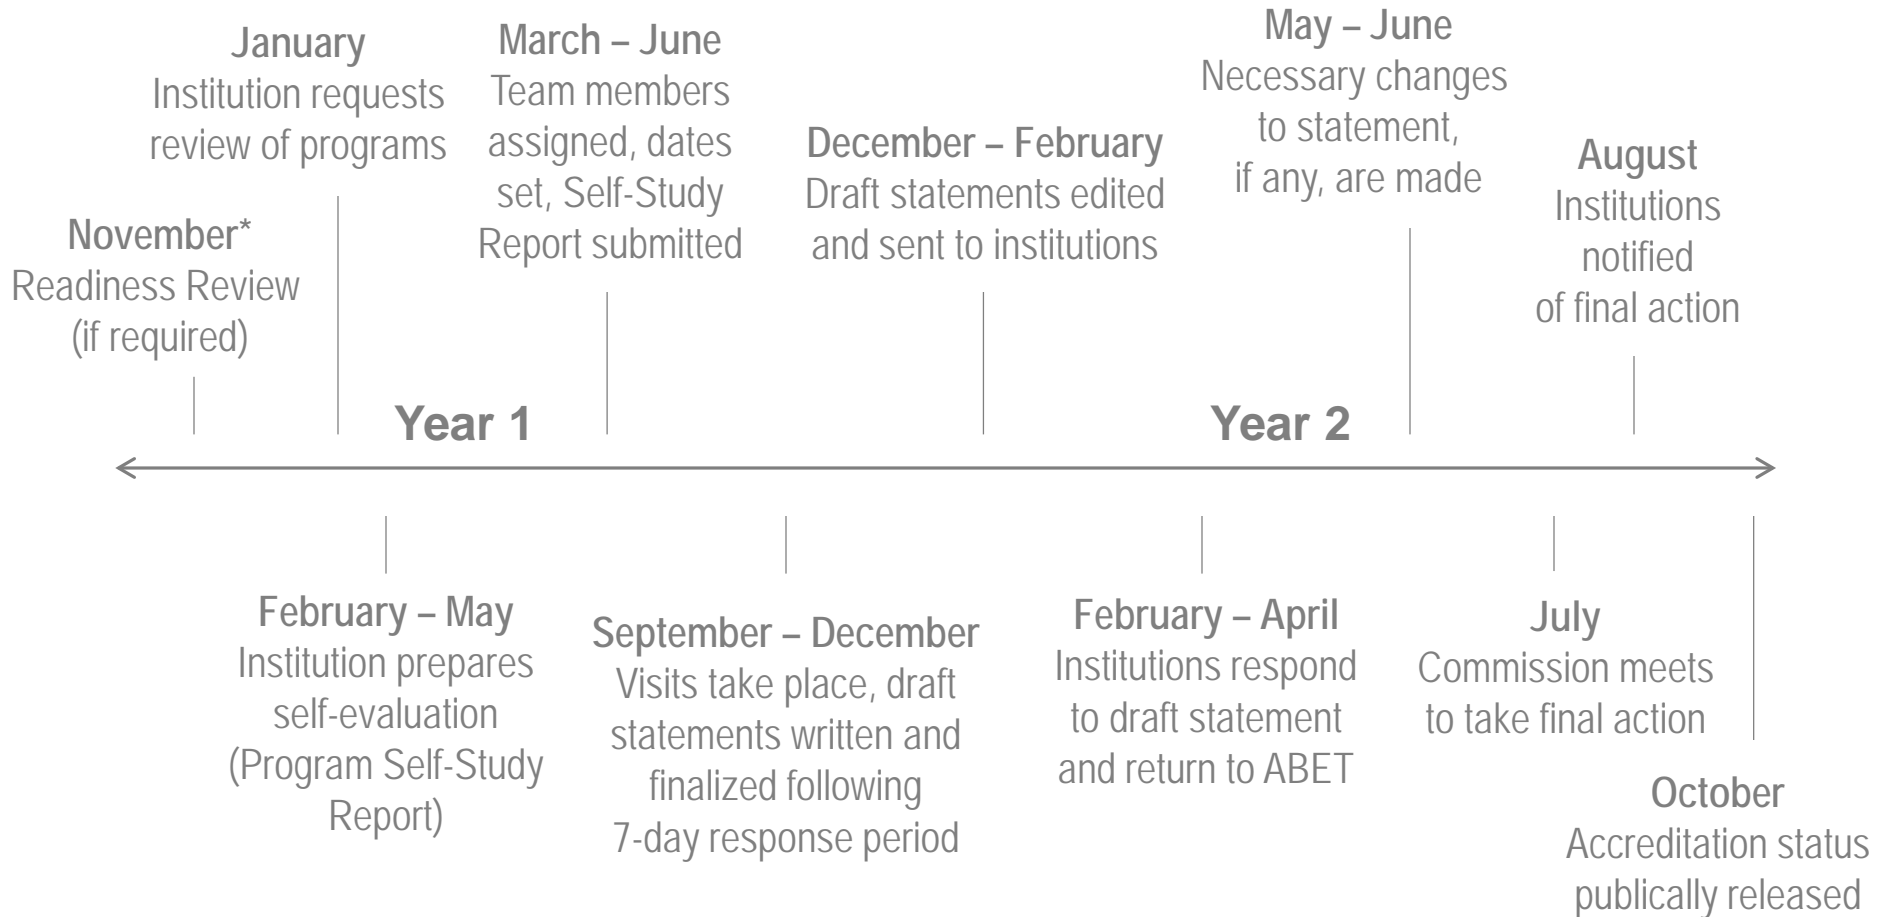 January
Institution requests
review of programs
March – June
Team members
assigned, dates
set, Self-Study
Report submitted
May – June
Necessary changes
to statement,
if any, are made
December – February
Draft statements edited
and sent to institutions
August
Institutions
notified
of final action
November*
Readiness Review
(if required)
Year 1
Year 2
February – May
Institution prepares
self-evaluation
(Program Self-Study
Report)
September – December
Visits take place, draft
statements written and
finalized following
7-day response period
February – April
Institutions respond
to draft statement
and return to ABET
July
Commission meets
to take final action
October
Accreditation status
publically released